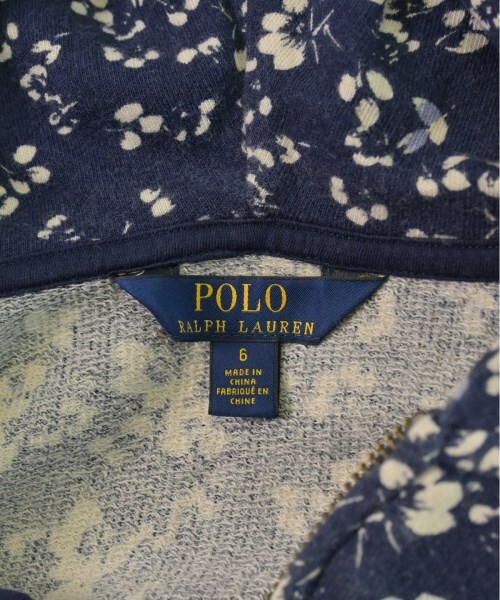 POLO
RALPH LAUREN
6
MADE IN
CHINA
FABRIQUÉ EN
CHINE